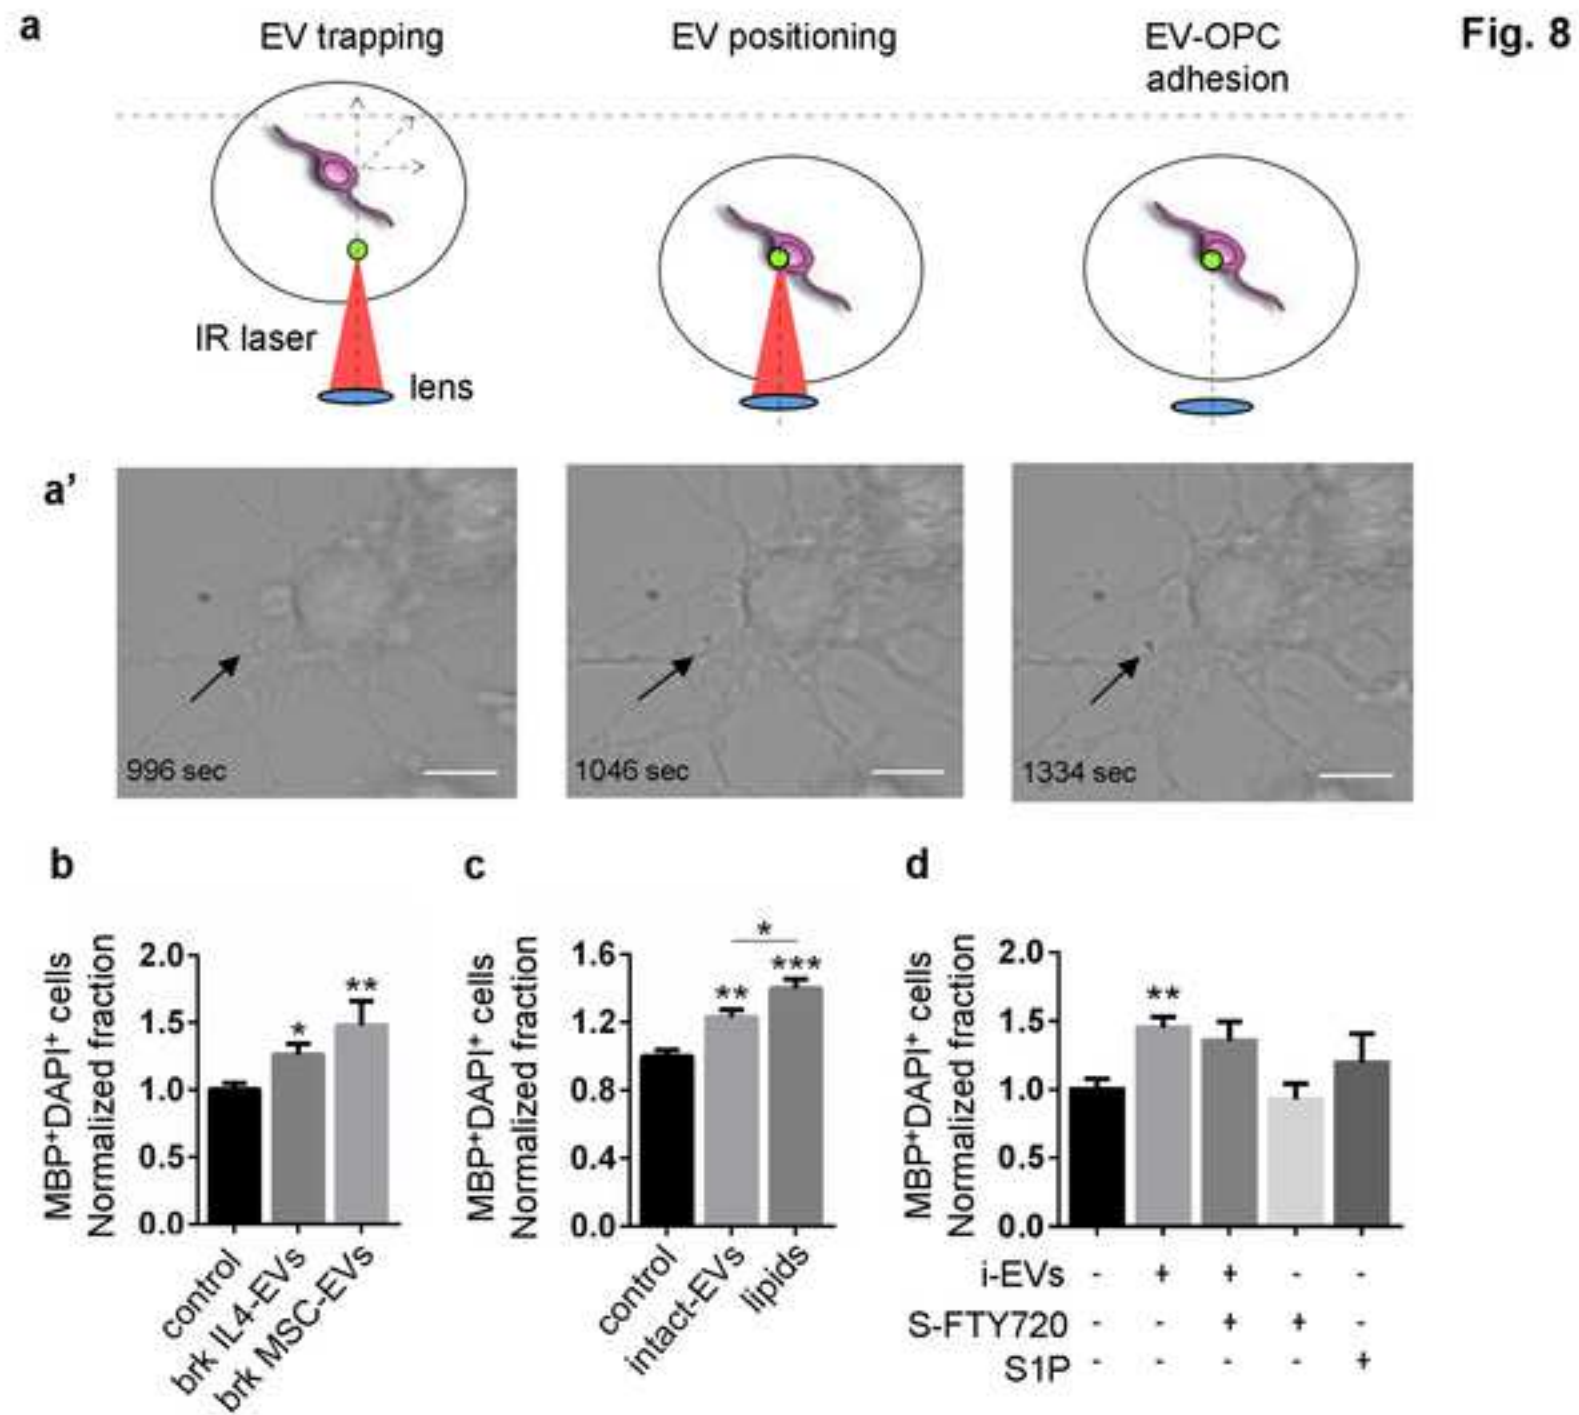 a
EV trapping
EV positioning
EV-OPC
adhesion
Fig. 8
IR laser
lens
a'
996 sec
1046 sec
1334 sec
b
MBP⁺DAPI⁺ cells
Normalized fraction
2.0
1.5
1.0
0.5
0.0
*
**
control
brk IL4-EVs
brk MSC-EVs
c
MBP⁺DAPI⁺ cells
Normalized fraction
1.6
1.2
0.8
0.4
0.0
*
**
***
control
intact-EVs
lipids
d
MBP⁺DAPI⁺ cells
Normalized fraction
2.0
1.5
1.0
0.5
0.0
**
i-EVs - + + - -
S-FTY720 - - + + -
S1P - - - - +